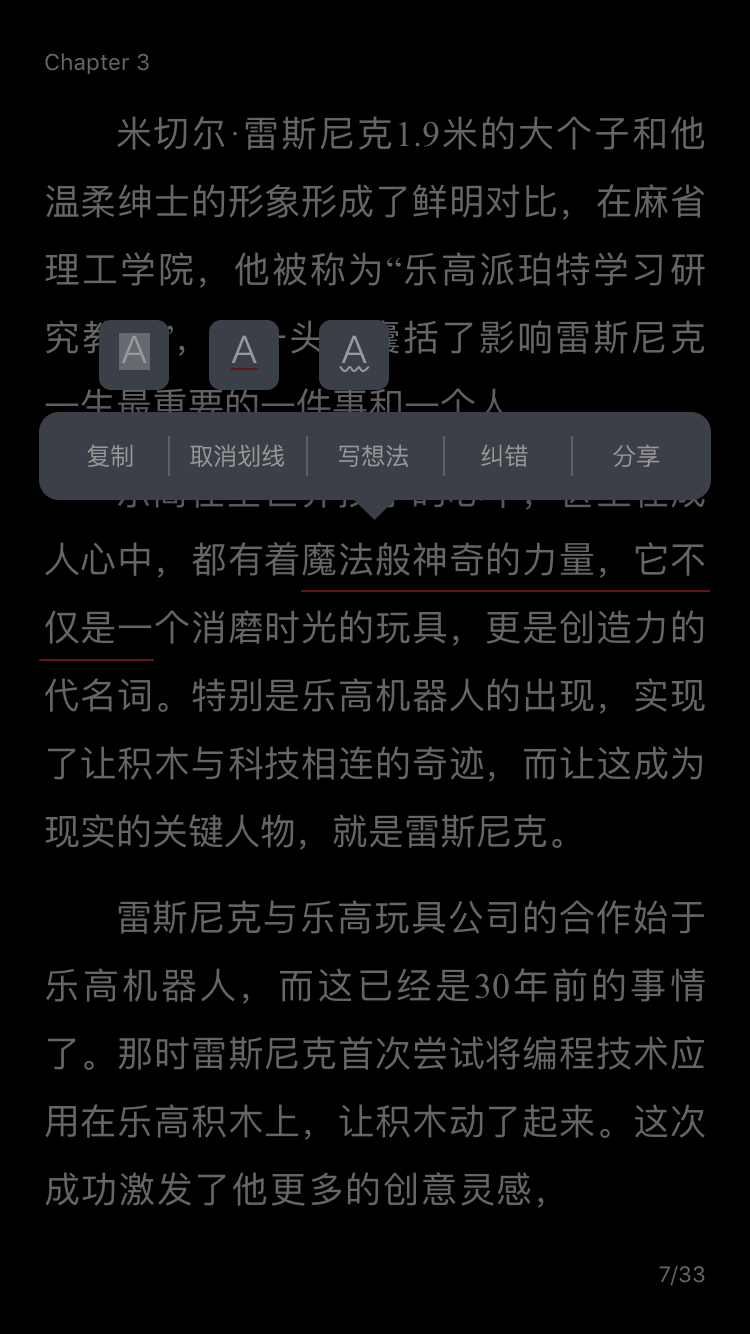 Chapter 3
米切尔·雷斯尼克1.9米的大个子和他
温柔绅士的形象形成了鲜明对比，在麻省
理工学院，他被称为“乐高派珀特学习研
究教”，一头囊括了影响雷斯尼克
A
A
A
一生最重要的一件事和一个人
复制
取消划线
写想法
纠错
分享
人心中，都有着魔法般神奇的力量，它不
仅是一个消磨时光的玩具，更是创造力的
代名词。特别是乐高机器人的出现，实现
了让积木与科技相连的奇迹，而让这成为
现实的关键人物，就是雷斯尼克。
雷斯尼克与乐高玩具公司的合作始于
乐高机器人，而这已经是30年前的事情
了。那时雷斯尼克首次尝试将编程技术应
用在乐高积木上，让积木动了起来。这次
成功激发了他更多的创意灵感，
7/33